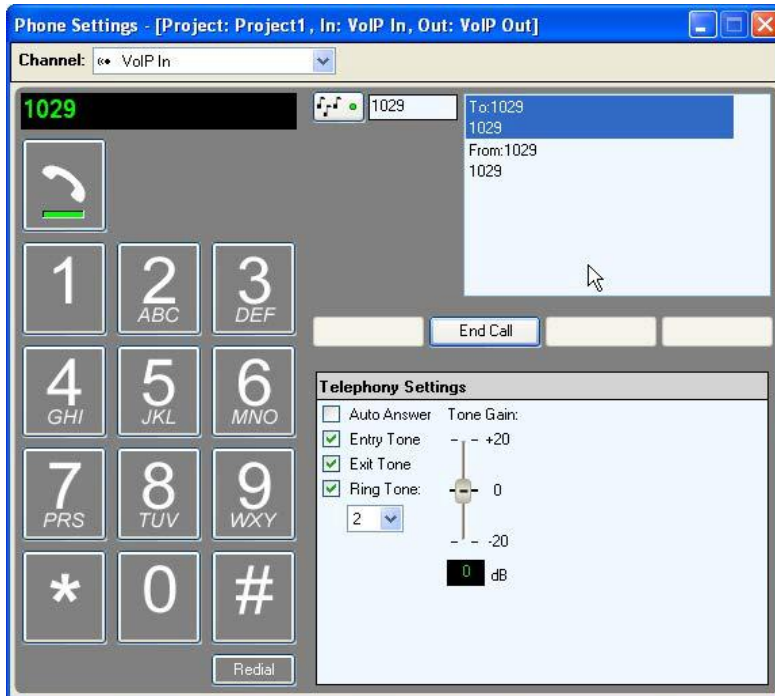 Phone Settings - [Project: Project1, In: VoIP In, Out: VoIP Out]
Channel: VoIP In
1029
1029
To:1029
1029
From:1029
1029
1
2
ABC
3
DEF
End Call
4
GHI
5
JKL
6
MNO
7
PRS
8
TUV
9
WXY
*
0
#
Redial
Telephony Settings
Auto Answer
Tone Gain:
Entry Tone
+20
Exit Tone
Ring Tone:
0
2
-20
0 dB